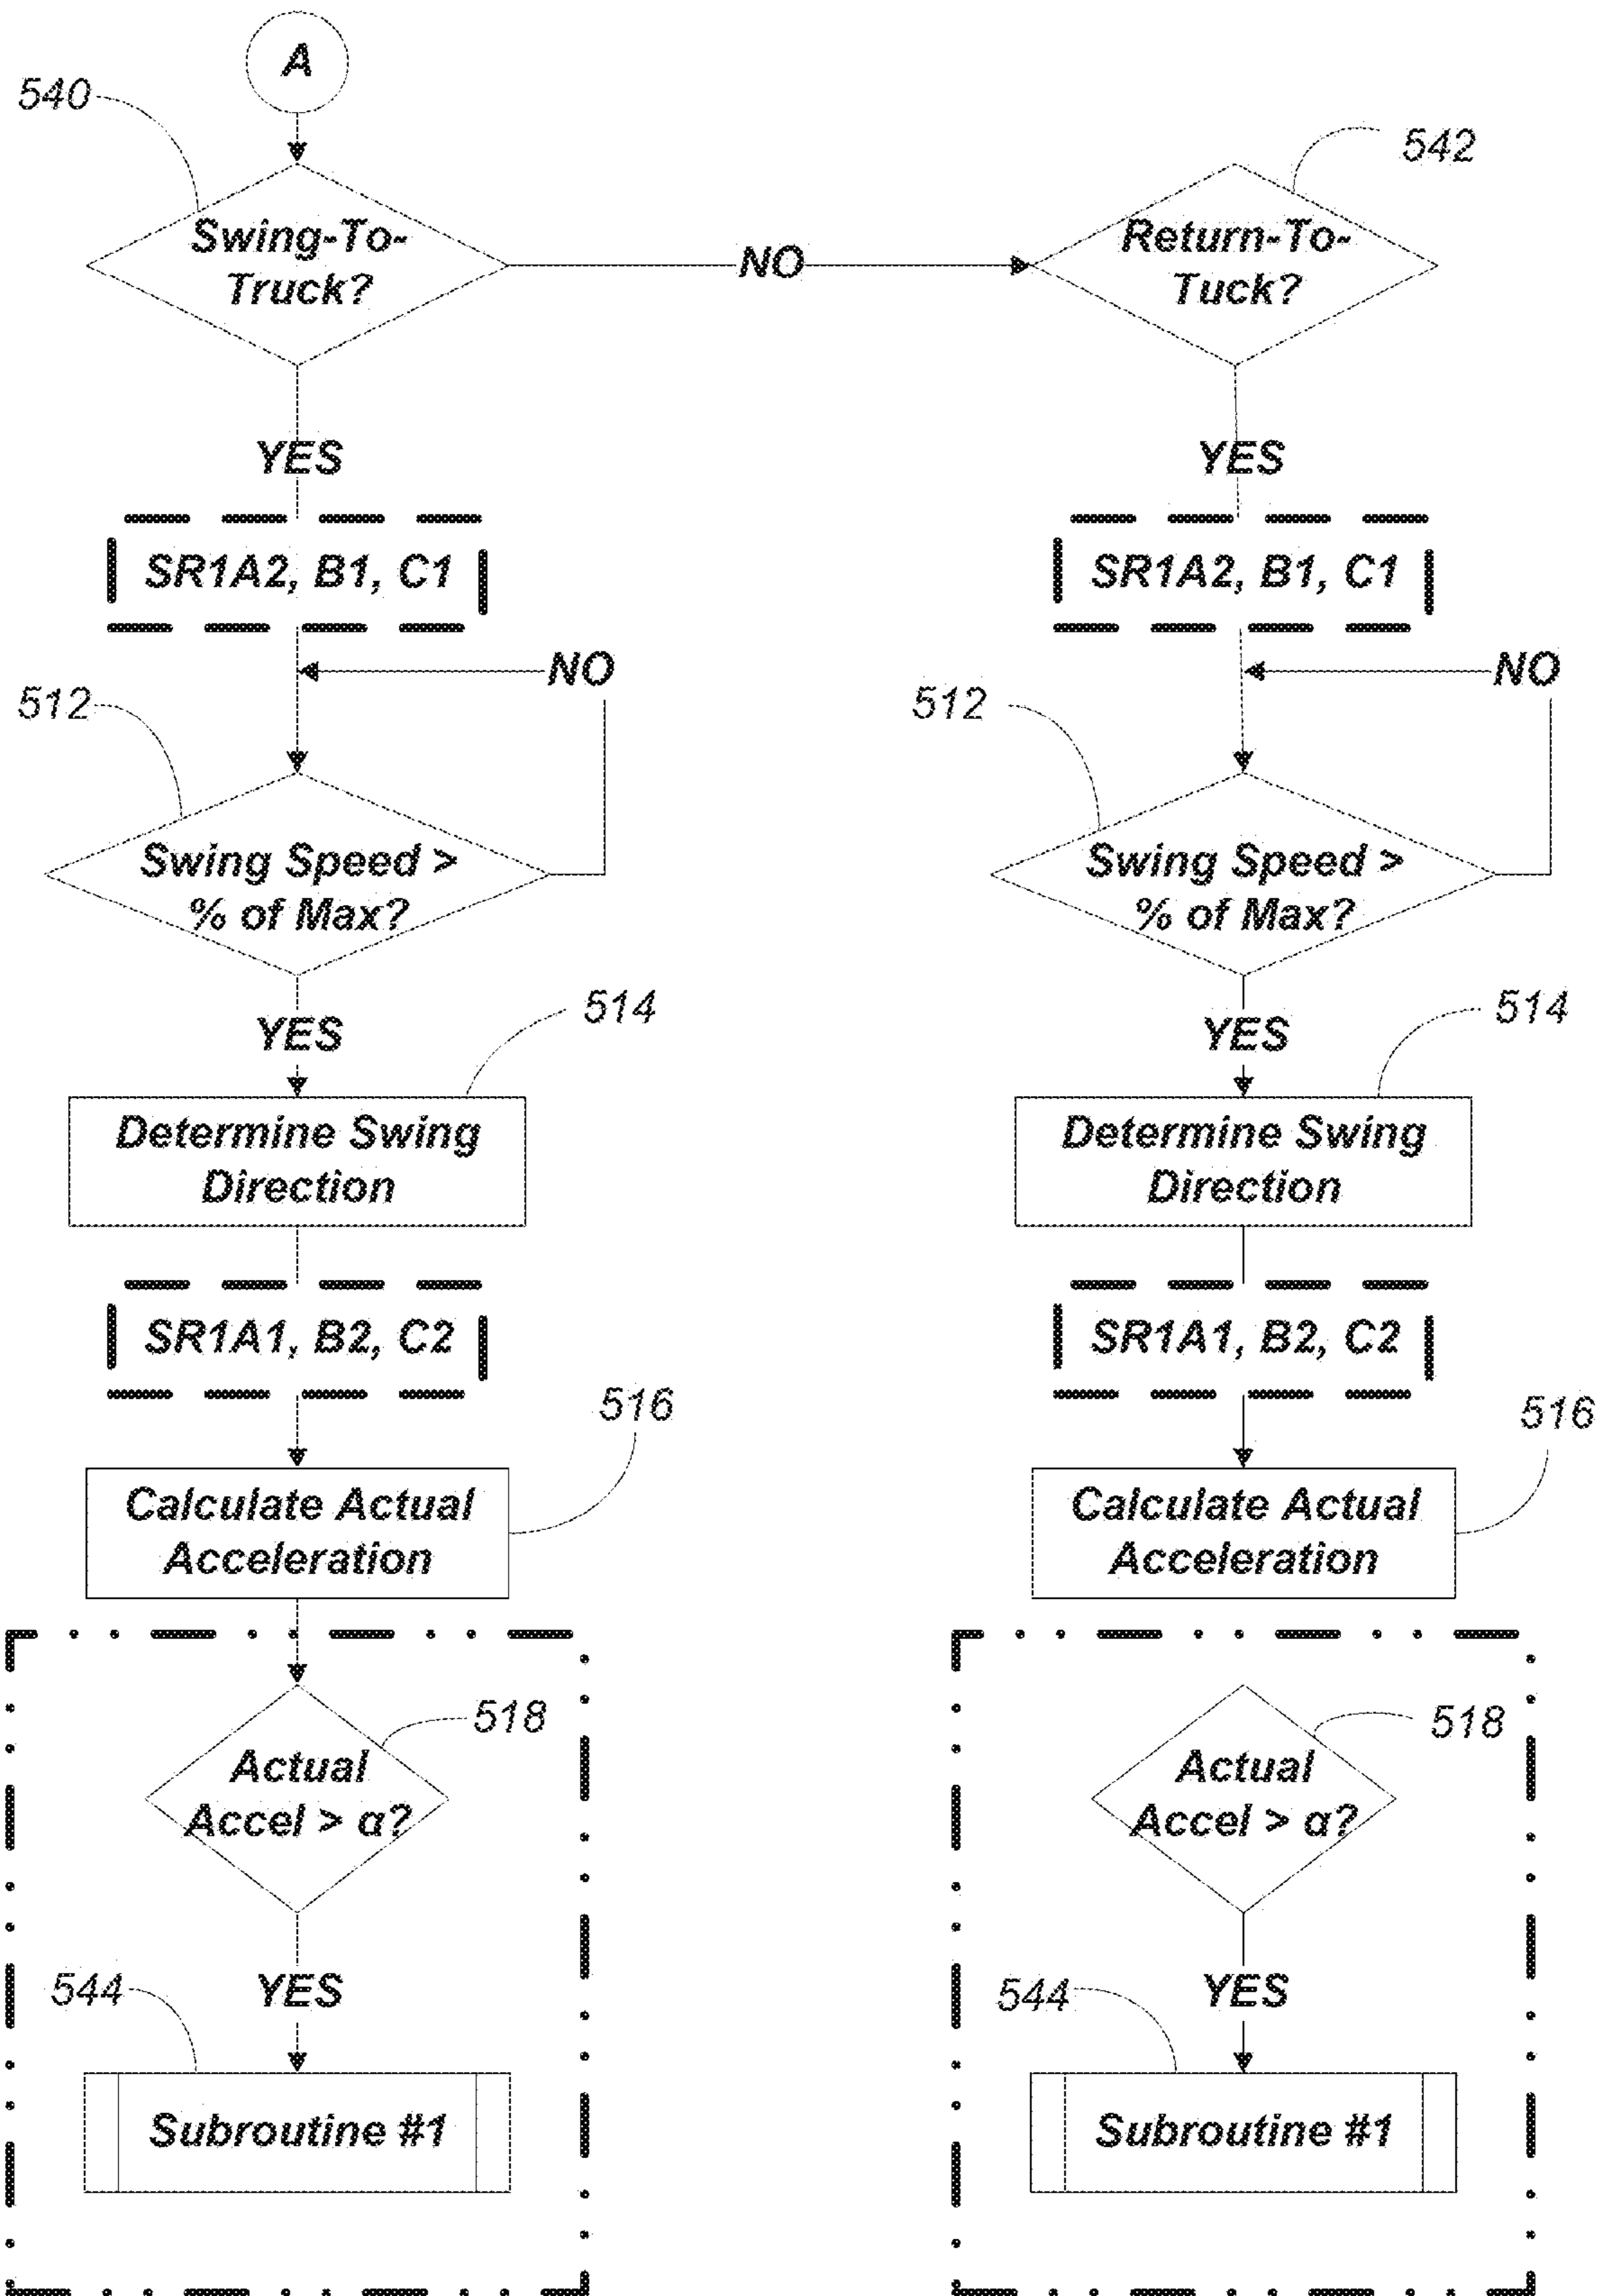 A
540
Swing-To-
Truck?
NO
542
Return-To-
Tuck?
YES
SR1A2, B1, C1
NO
512
Swing Speed >
% of Max?
YES
514
Determine Swing
Direction
SR1A1, B2, C2
516
Calculate Actual
Acceleration
518
Actual
Accel > α?
YES
544
Subroutine #1
YES
SR1A2, B1, C1
NO
512
Swing Speed >
% of Max?
YES
514
Determine Swing
Direction
SR1A1, B2, C2
516
Calculate Actual
Acceleration
518
Actual
Accel > α?
YES
544
Subroutine #1